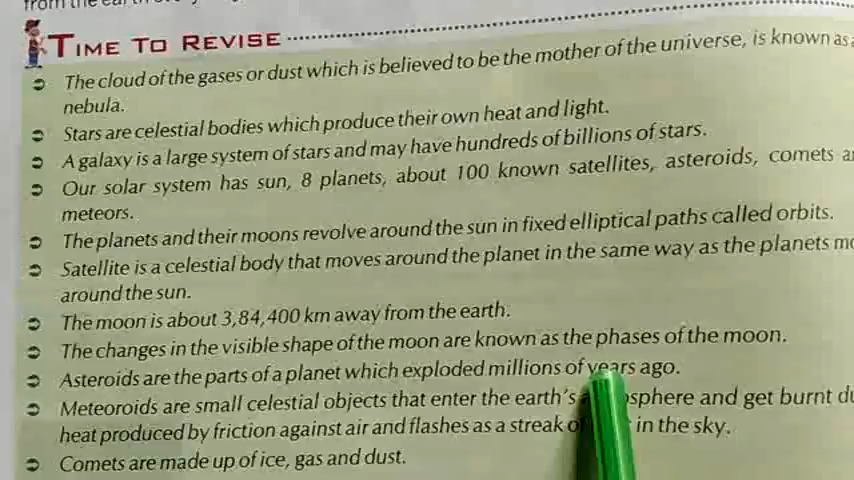 from the earth
TIME TO REVISE
The cloud of the gases or dust which is believed to be the mother of the universe, is known as a
nebula.
Stars are celestial bodies which produce their own heat and light.
A galaxy is a large system of stars and may have hundreds of billions of stars.
Our solar system has sun, 8 planets, about 100 known satellites, asteroids, comets
meteors.
The planets and their moons revolve around the sun in fixed elliptical paths called orbits.
Satellite is a celestial body that moves around the planet in the same way as the planets
around the sun.
The moon is about 3,84,400 km away from the earth.
The changes in the visible shape of the moon are known as the phases of the moon.
Asteroids are the parts of a planet which exploded millions of years ago.
Meteoroids are small celestial objects that enter the earth's and get burnt
heat produced by friction against air and flashes as a streak in the sky.
Comets are made up of ice, gas and dust.